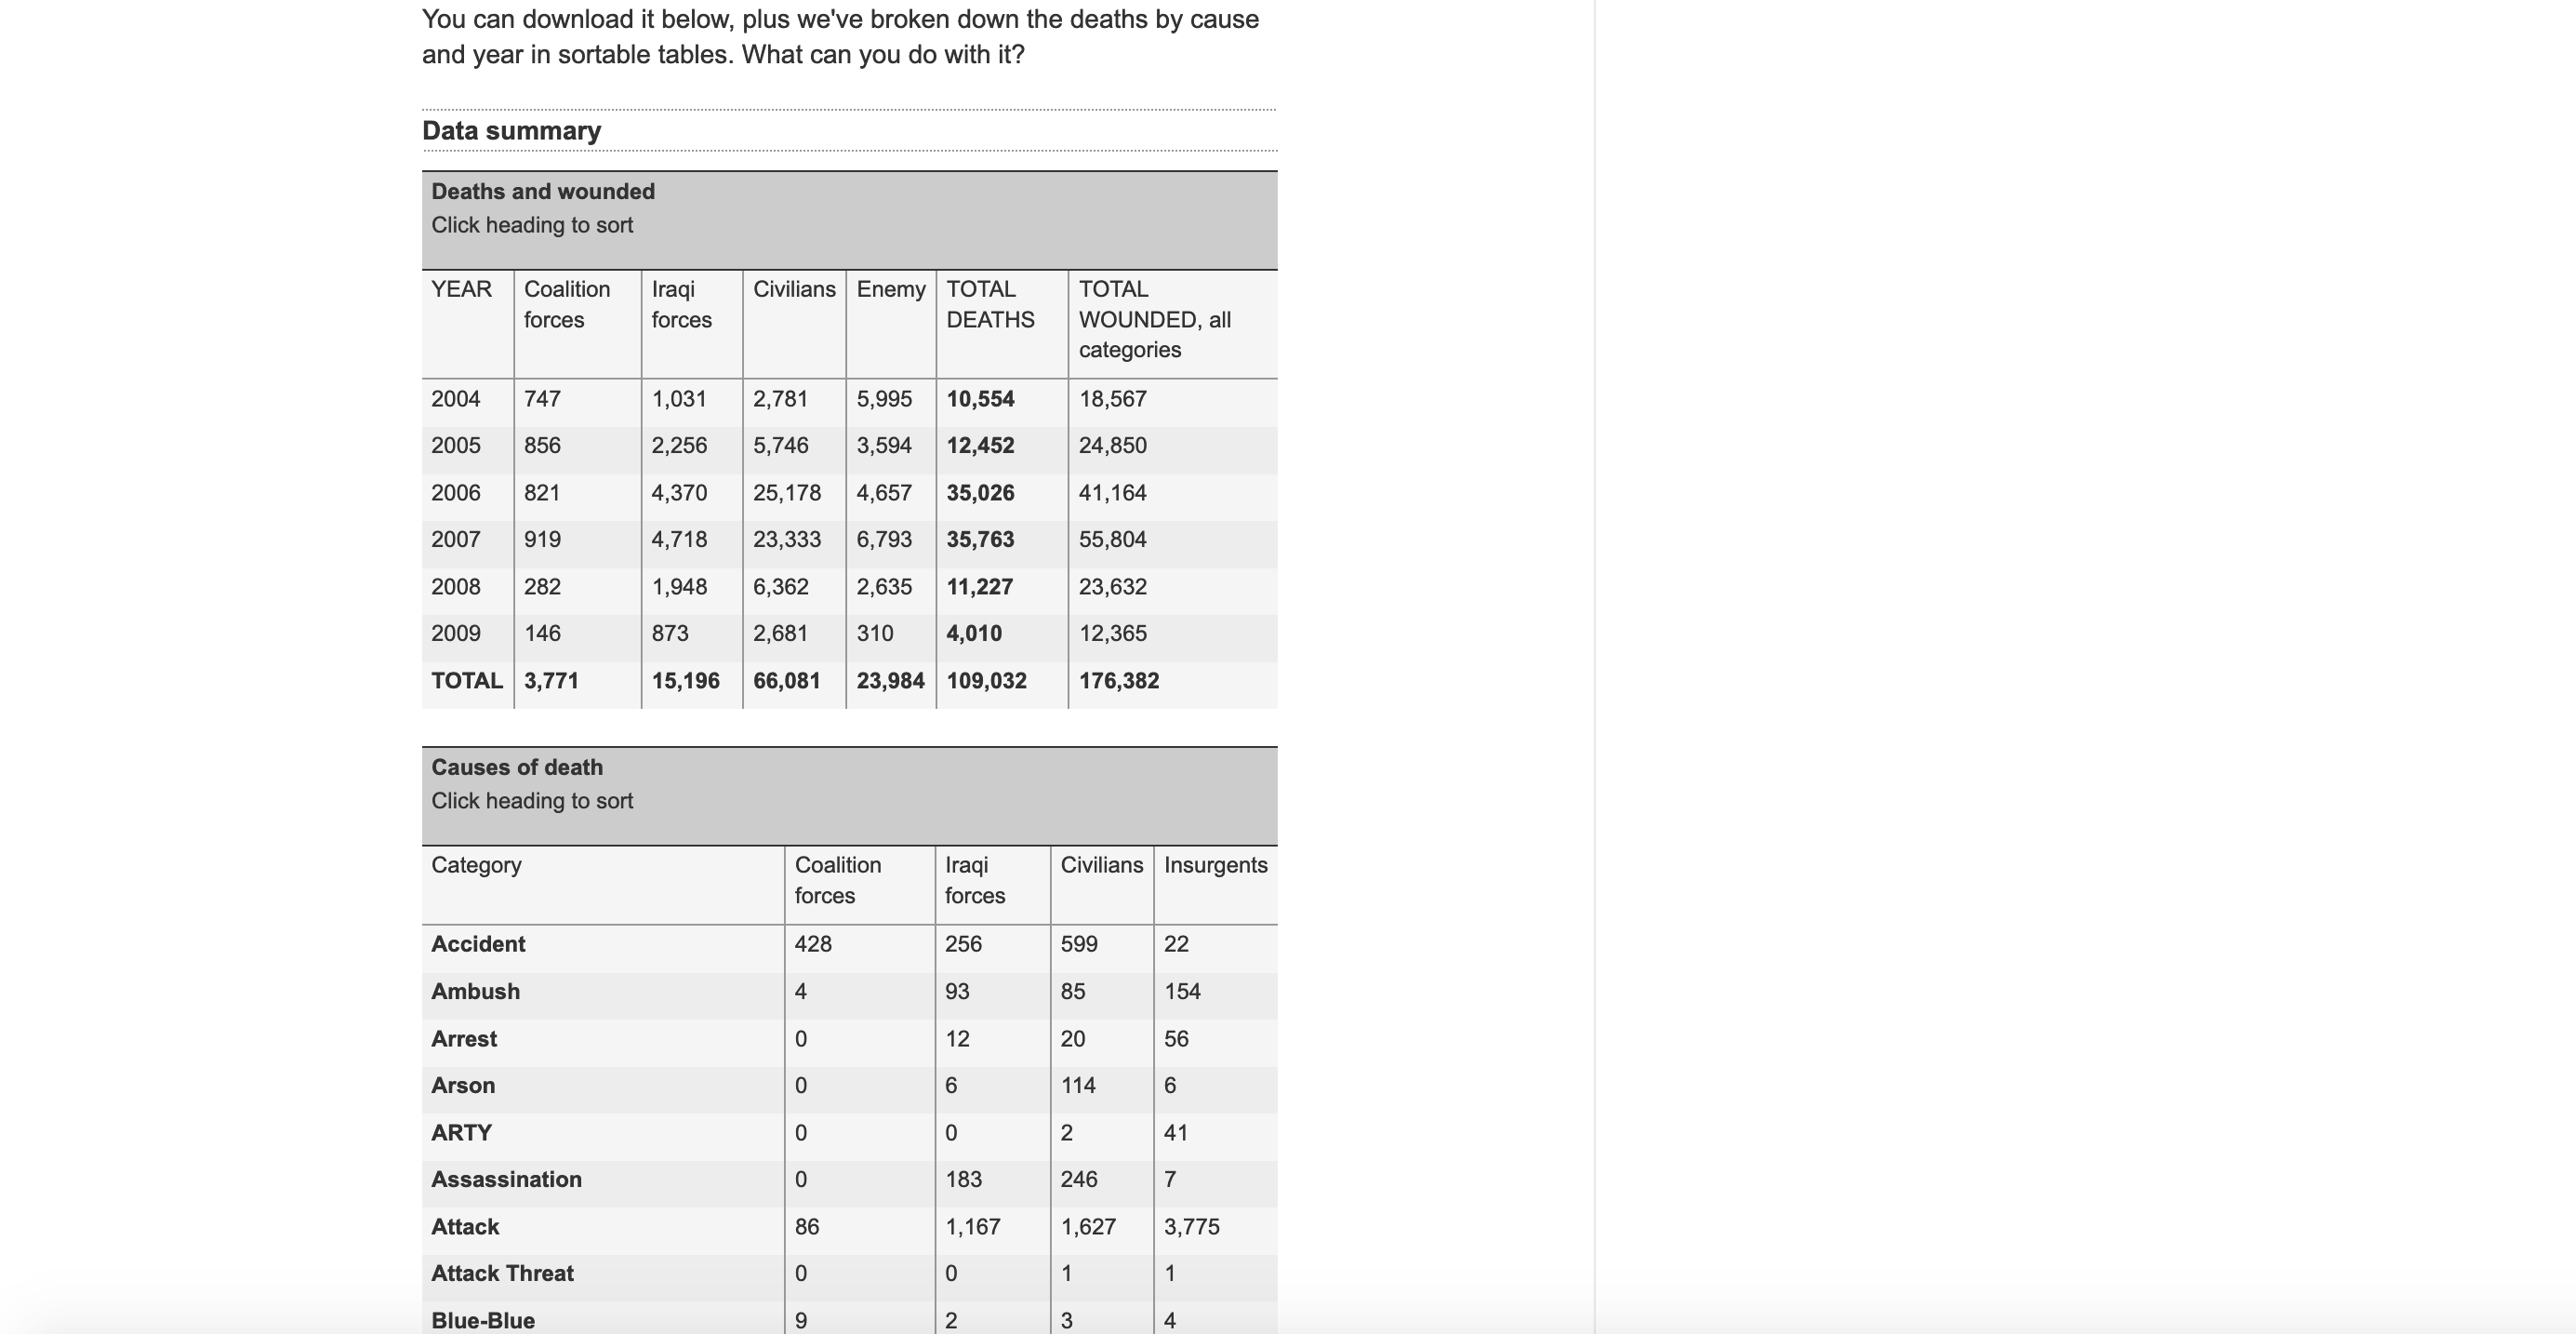 You can download it below, plus we've broken down the deaths by cause
and year in sortable tables. What can you do with it?
Data summary
Deaths and wounded
Click heading to sort
YEAR Coalition forces Iraqi forces Civilians Enemy TOTAL DEATHS TOTAL WOUNDED, all categories
2004 747 1,031 2,781 5,995 10,554 18,567
2005 856 2,256 5,746 3,594 12,452 24,850
2006 821 4,370 25,178 4,657 35,026 41,164
2007 919 4,718 23,333 6,793 35,763 55,804
2008 282 1,948 6,362 2,635 11,227 23,632
2009 146 873 2,681 310 4,010 12,365
TOTAL 3,771 15,196 66,081 23,984 109,032 176,382
Causes of death
Click heading to sort
Category Coalition forces Iraqi forces Civilians Insurgents
Accident 428 256 599 22
Ambush 4 93 85 154
Arrest 0 12 20 56
Arson 0 6 114 6
ARTY 0 0 2 41
Assassination 0 183 246 7
Attack 86 1,167 1,627 3,775
Attack Threat 0 0 1 1
Blue-Blue 9 2 3 4